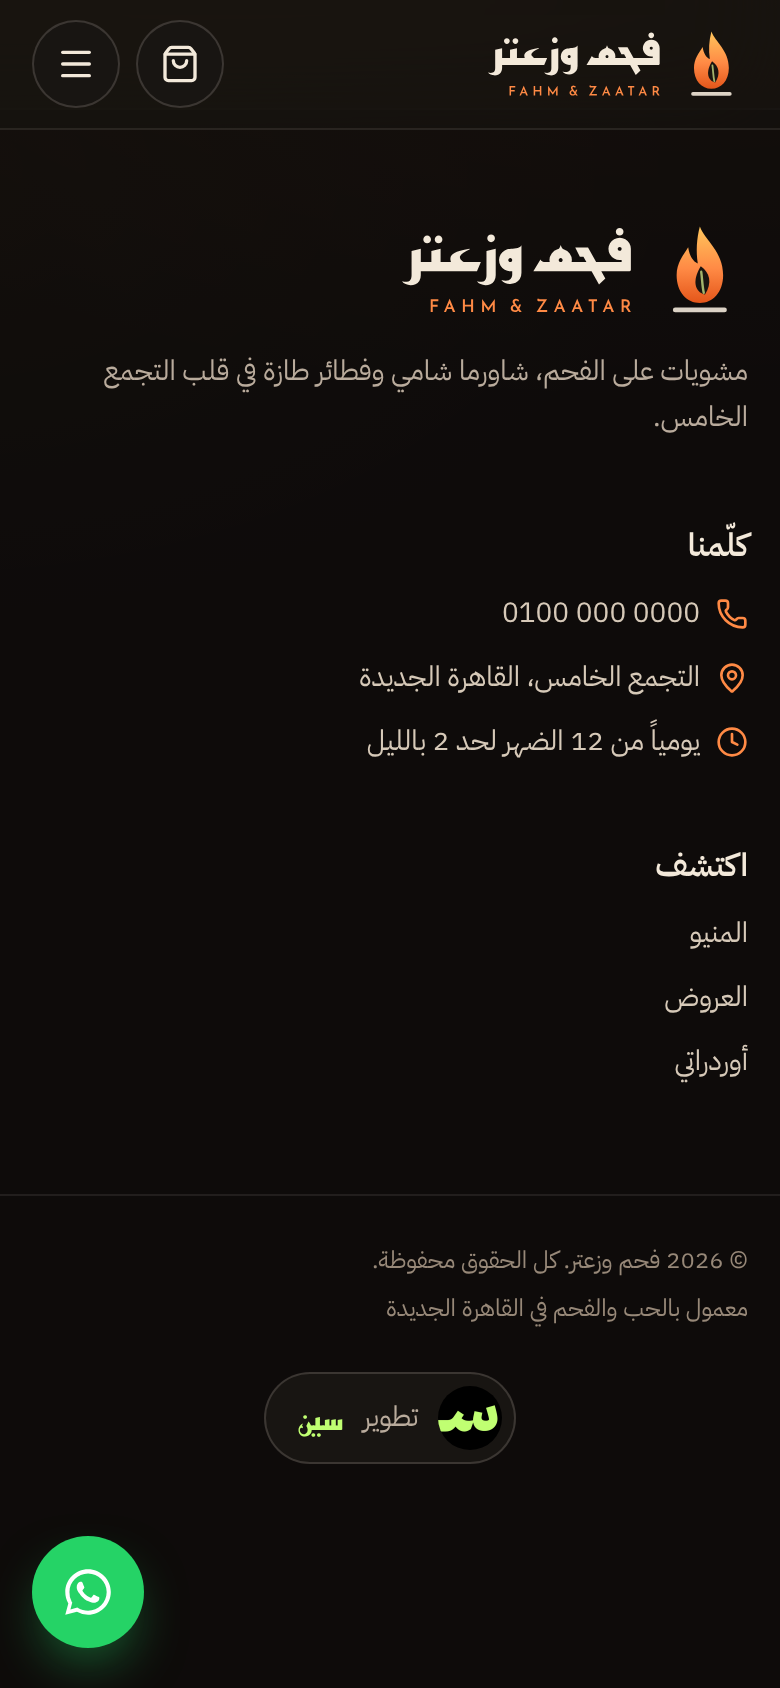 فحم وزعتر
FAHM & ZAATAR
فحم وزعتر
FAHM & ZAATAR
مشويات على الفحم، شاورما شامي وفطائر طازة في قلب التجمع
الخامس.
كلّمنا
0100 000 0000
التجمع الخامس، القاهرة الجديدة
يومياً من 12 الضهر لحد 2 بالليل
اكتشف
المنيو
العروض
أوردراتي
© 2026 فحم وزعتر. كل الحقوق محفوظة.
معمول بالحب والفحم في القاهرة الجديدة
سـ تطوير سين